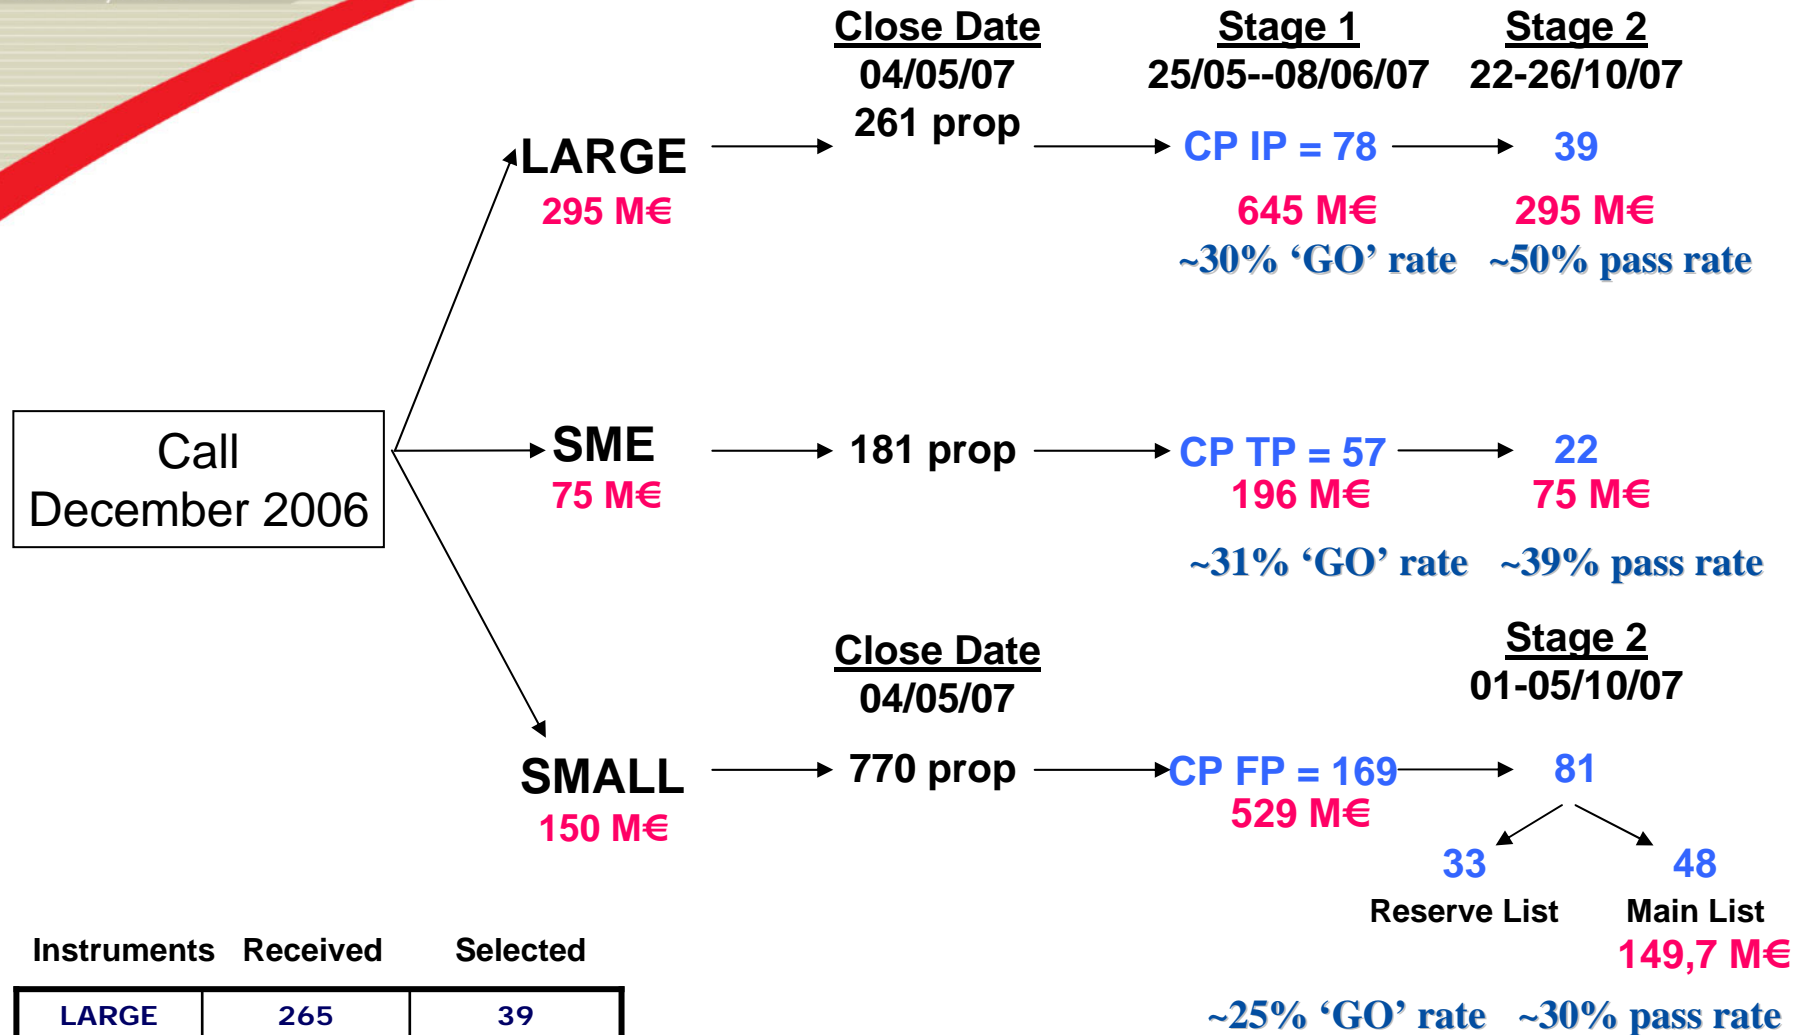 Close Date
04/05/07
261 prop
Stage 1
25/05--08/06/07
Stage 2
22-26/10/07
LARGE
295 M€
CP IP = 78
39
645 M€
295 M€
~30% ‘GO’ rate
~50% pass rate
Call
December 2006
SME
75 M€
181 prop
CP TP = 57
22
196 M€
75 M€
~31% ‘GO’ rate
~39% pass rate
Close Date
04/05/07
Stage 2
01-05/10/07
SMALL
150 M€
770 prop
CP FP = 169
81
529 M€
33
48
Reserve List
Main List
149,7 M€
~25% ‘GO’ rate
~30% pass rate
Instruments Received Selected
LARGE 265 39